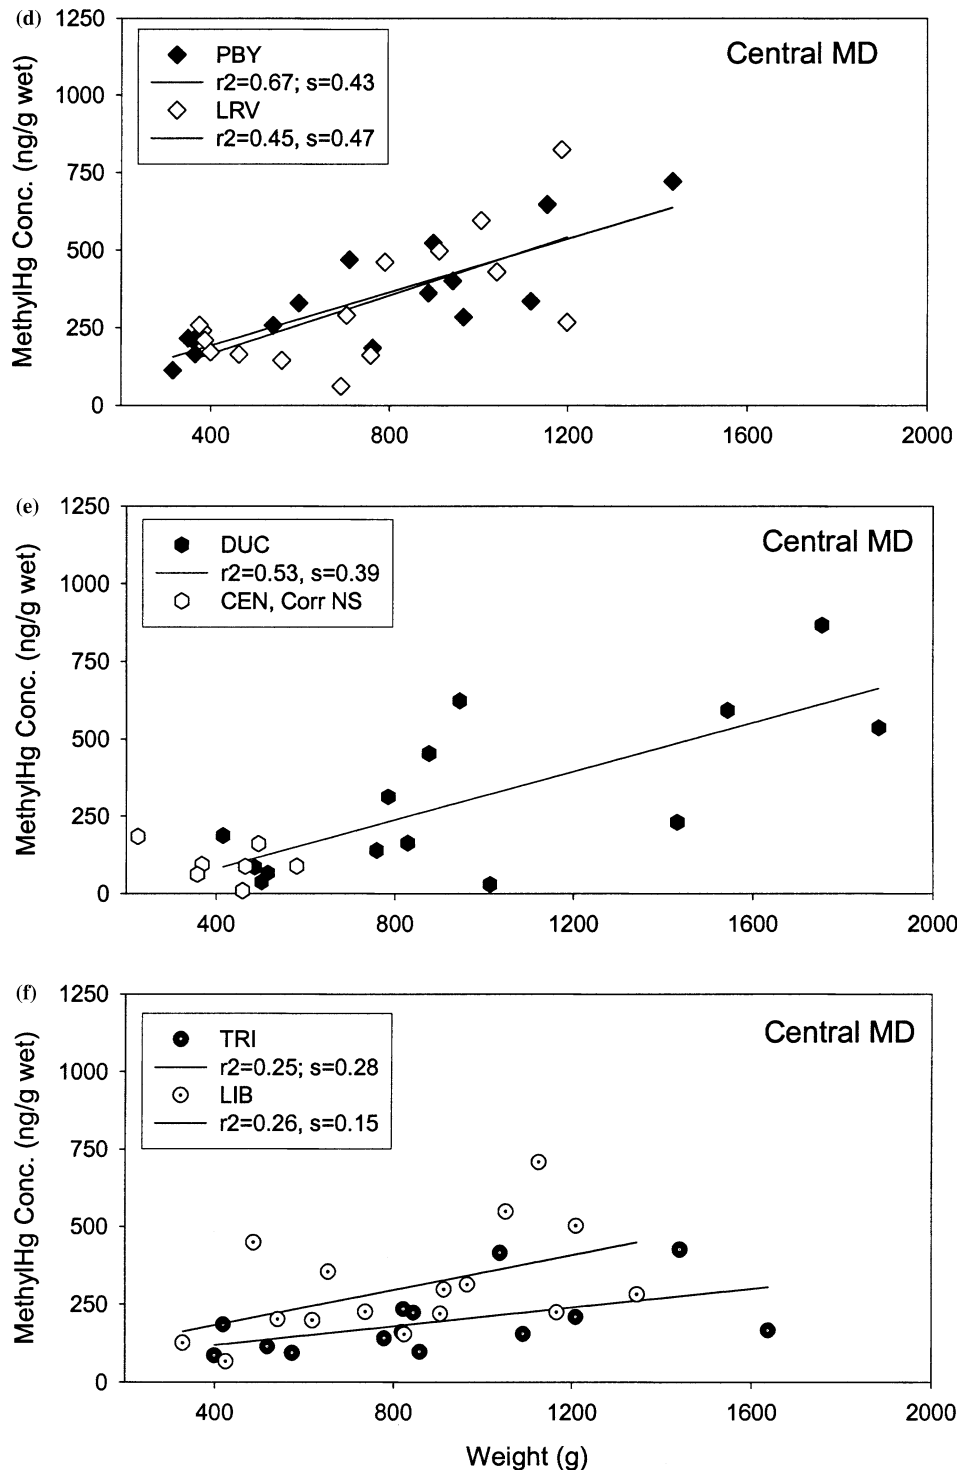 (d)
1250
1000
750
500
250
0
MethylHg Conc. (ng/g wet)
PBY
r2=0.67; s=0.43
LRV
r2=0.45, s=0.47
Central MD
400 800 1200 1600 2000
(e)
1250
1000
750
500
250
0
MethylHg Conc. (ng/g wet)
DUC
r2=0.53, s=0.39
CEN, Corr NS
Central MD
400 800 1200 1600 2000
(f)
1250
1000
750
500
250
0
MethylHg Conc. (ng/g wet)
TRI
r2=0.25; s=0.28
LIB
r2=0.26, s=0.15
Central MD
400 800 1200 1600 2000
Weight (g)